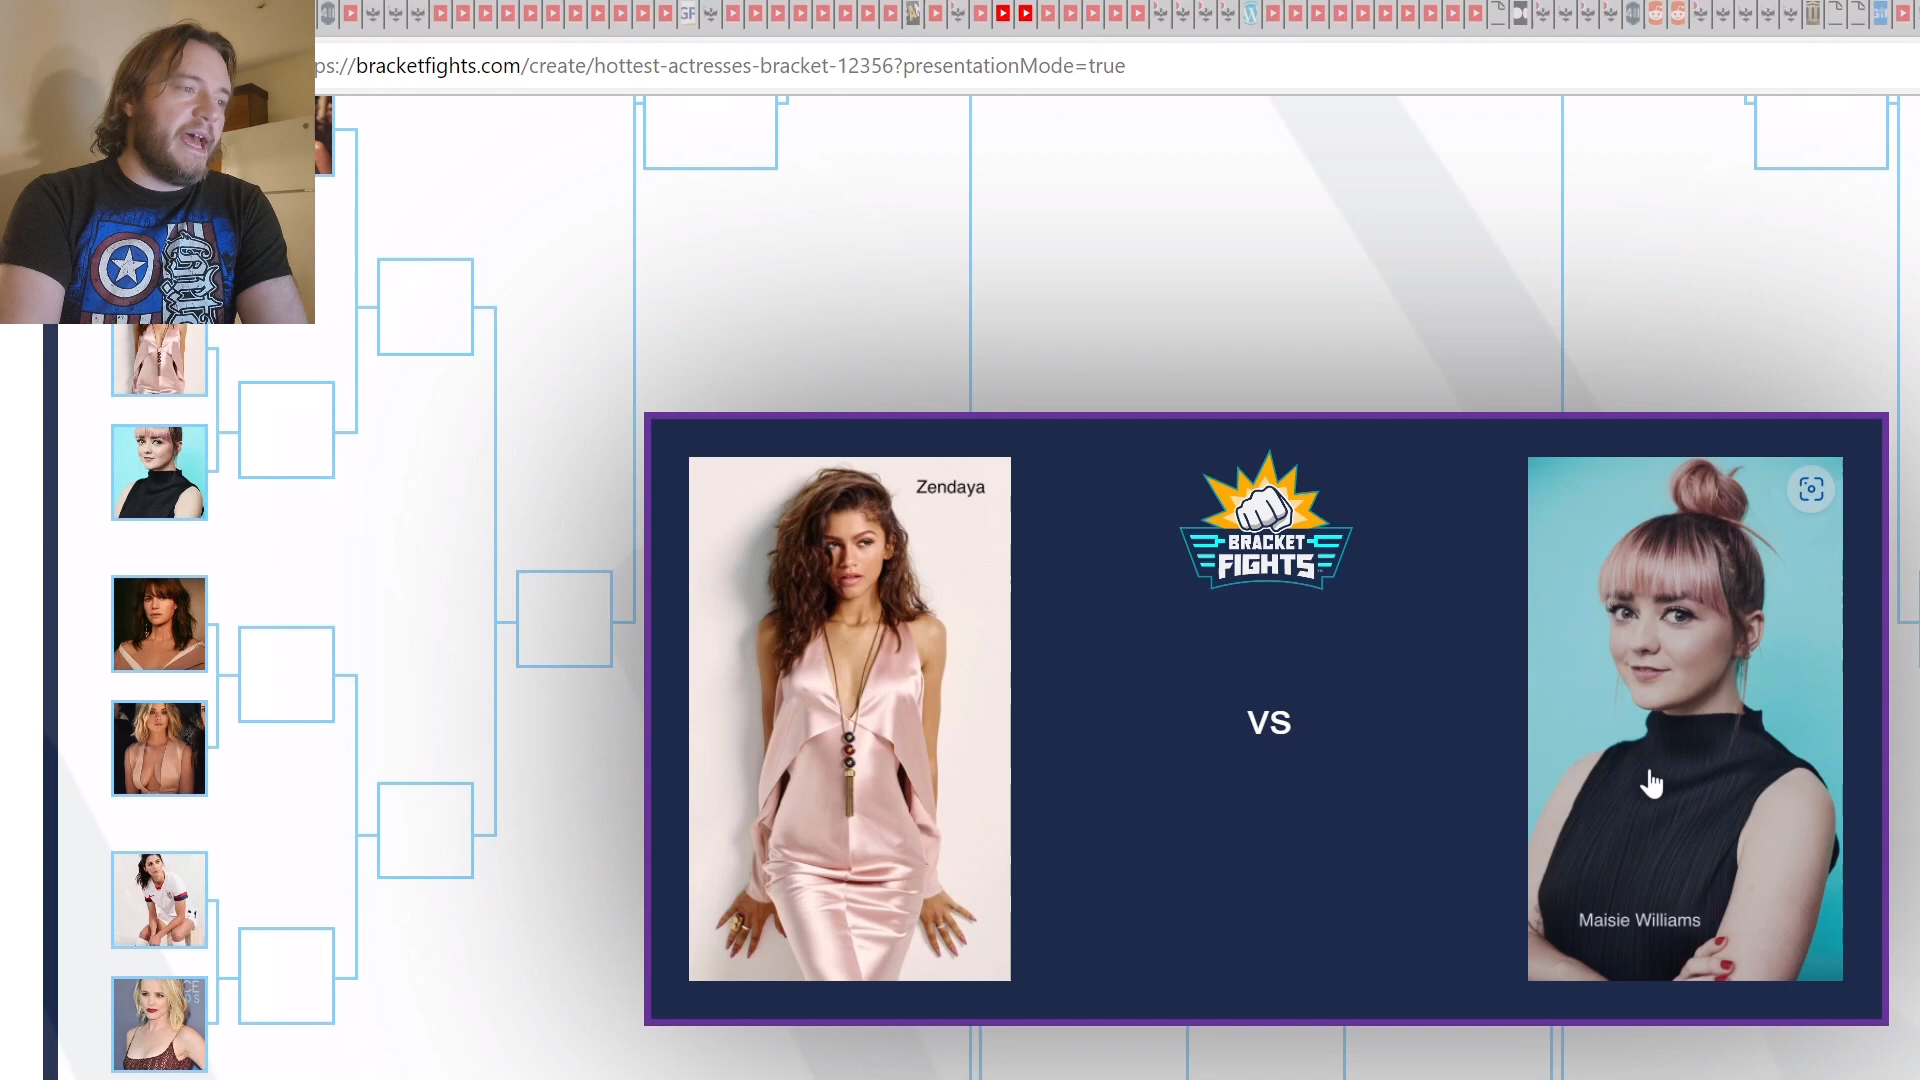 ps://bracketfights.com/create/hottest-actresses-bracket-12356?presentationMode=true
Zendaya
BRACKET
FIGHTS
VS
Maisie Williams